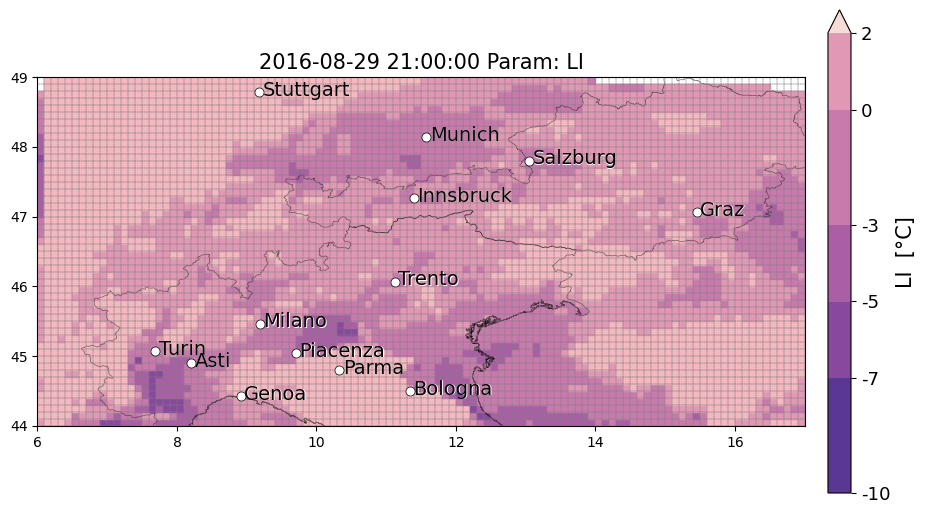 2016-08-29 21:00:00 Param: LI
49
48
47
46
45
44
6
8
10
12
14
16
Stuttgart
Munich
Salzburg
Innsbruck
Graz
Trento
Milano
Turin
Asti
Piacenza
Parma
Genoa
Bologna
2
0
-3
-5
-7
-10
LI [°C]